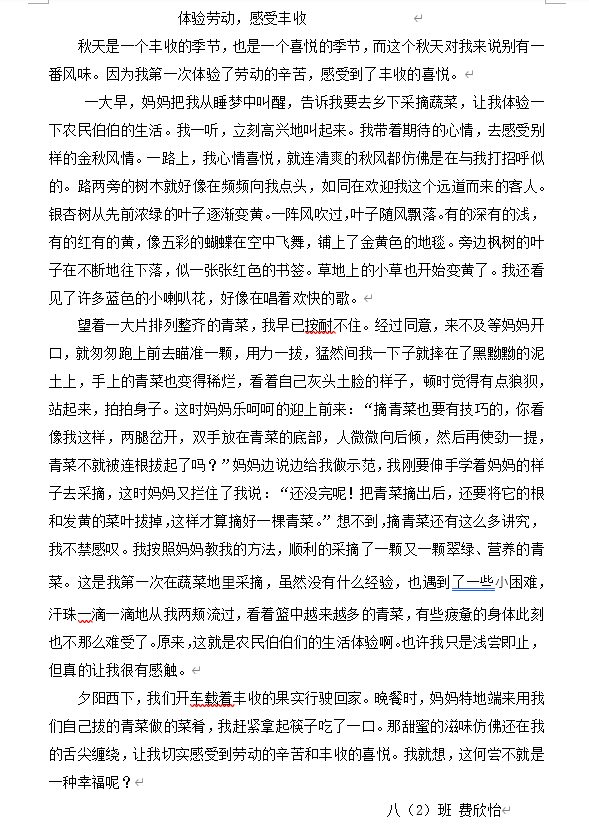 体验劳动，感受丰收
秋天是一个丰收的季节，也是一个喜悦的季节，而这个秋天对我来说别有一
番风味。因为我第一次体验了劳动的辛苦，感受到了丰收的喜悦。
一大早，妈妈把我从睡梦中叫醒，告诉我要去乡下采摘蔬菜，让我体验一
下农民伯伯的生活。我一听，立刻高兴地叫起来。我带着期待的心情，去感受别
样的金秋风情。一路上，我心情喜悦，就连清爽的秋风都仿佛是在与我打招呼似
的。路两旁的树木就好像在频频向我点头，如同在欢迎我这个远道而来的客人。
银杏树从先前浓绿的叶子逐渐变黄。一阵风吹过，叶子随风飘落。有的深有的浅，
有的红有的黄，像五彩的蝴蝶在空中飞舞，铺上了金黄色的地毯。旁边枫树的叶
子在不断地往下落，似一张张红色的书签。草地上的小草也开始变黄了。我还看
见了许多蓝色的小喇叭花，好像在唱着欢快的歌。
望着一大片排列整齐的青菜，我早已按耐不住。经过同意，来不及等妈妈开
口，就匆匆跑上前去瞄准一颗，用力一拔，猛然间我一下子就摔在了黑黝黝的泥
土上，手上的青菜也变得稀烂，看着自己灰头土脸的样子，顿时觉得有点狼狈，
站起来，拍拍身子。这时妈妈乐呵呵的迎上前来：“摘青菜也要有技巧的，你看
像我这样，两腿岔开，双手放在青菜的底部，人微微向后倾，然后再使劲一提，
青菜不就被连根拔起了吗？”妈妈边说边给我做示范，我刚要伸手学着妈妈的样
子去采摘，这时妈妈又拦住了我说：“还没完呢！把青菜摘出后，还要将它的根
和发黄的菜叶拔掉，这样才算摘好一棵青菜。”想不到，摘青菜还有这么多讲究，
我不禁感叹。我按照妈妈教我的方法，顺利的采摘了一颗又一颗翠绿、营养的青
菜。这是我第一次在蔬菜地里采摘，虽然没有什么经验，也遇到了一些小困难，
汗珠一滴一滴地从我两颊流过，看着篮中越来越多的青菜，有些疲惫的身体此刻
也不那么难受了。原来，这就是农民伯伯们的生活体验啊。也许我只是浅尝即止，
但真的让我很有感触。
夕阳西下，我们开车载着丰收的果实行驶回家。晚餐时，妈妈特地端来用我
们自己拔的青菜做的菜肴，我赶紧拿起筷子吃了一口。那甜蜜的滋味仿佛还在我
的舌尖缠绕，让我切实感受到劳动的辛苦和丰收的喜悦。我就想，这何尝不就是
一种幸福呢？
八（2）班 费欣怡